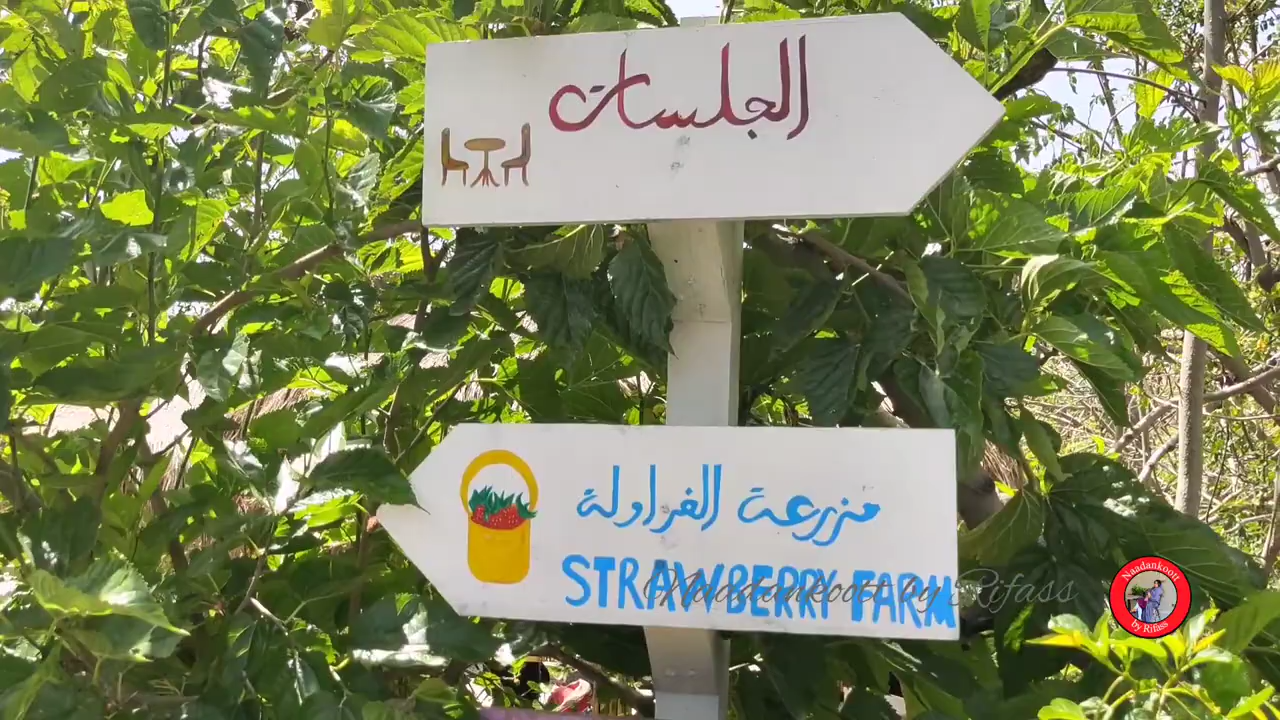 الجلسات
مزرعة الفراولة
STRAWBERRY FARM
Naadankoott by Rifass
Naadankoott
by Rifass